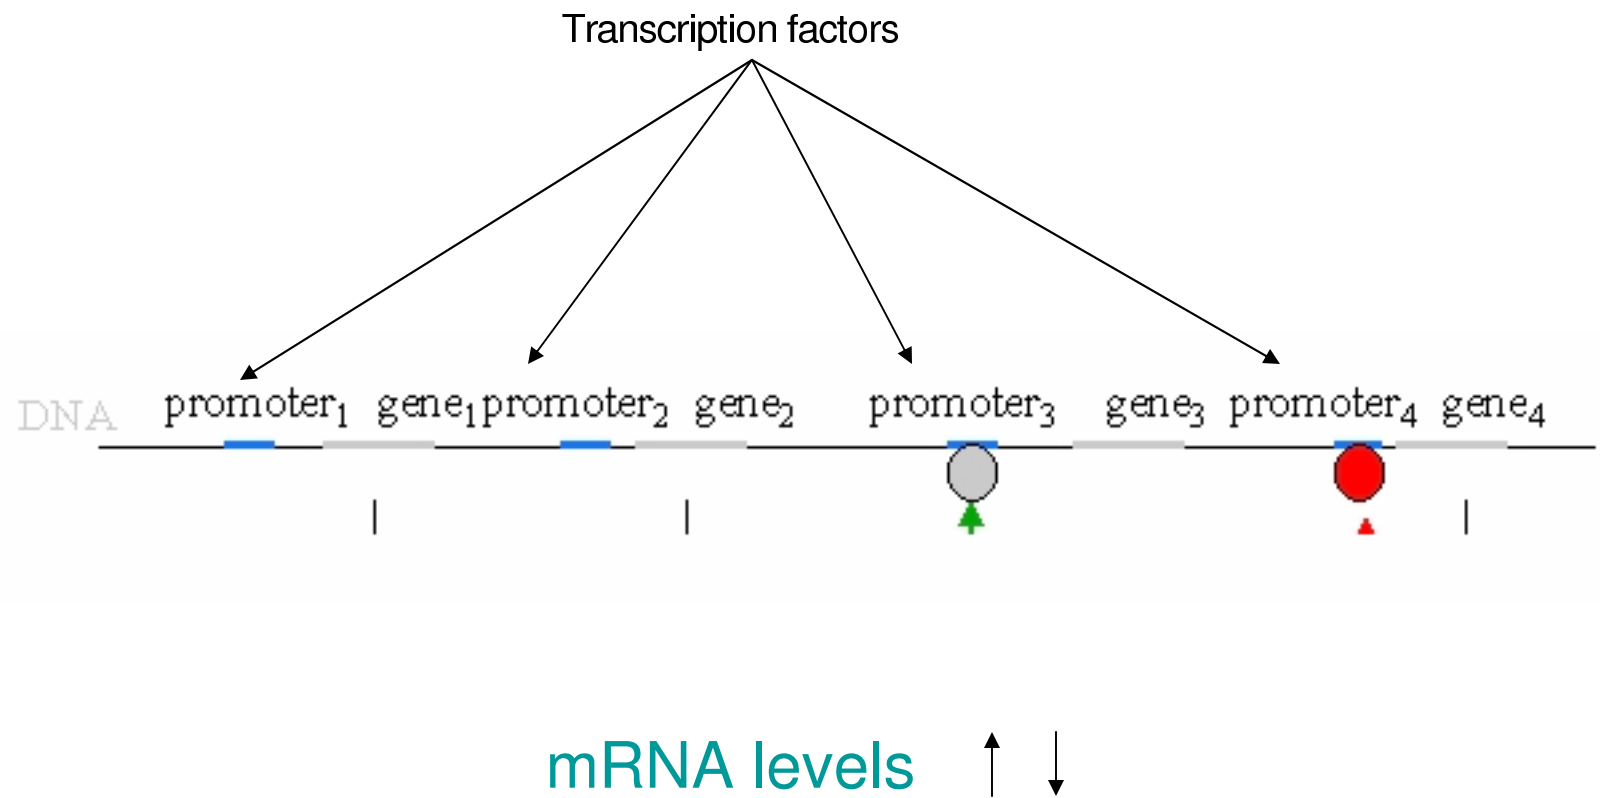 Transcription factors
DNA promoter₁ gene₁ promoter₂ gene₂ promoter₃ gene₃ promoter₄ gene₄
mRNA levels